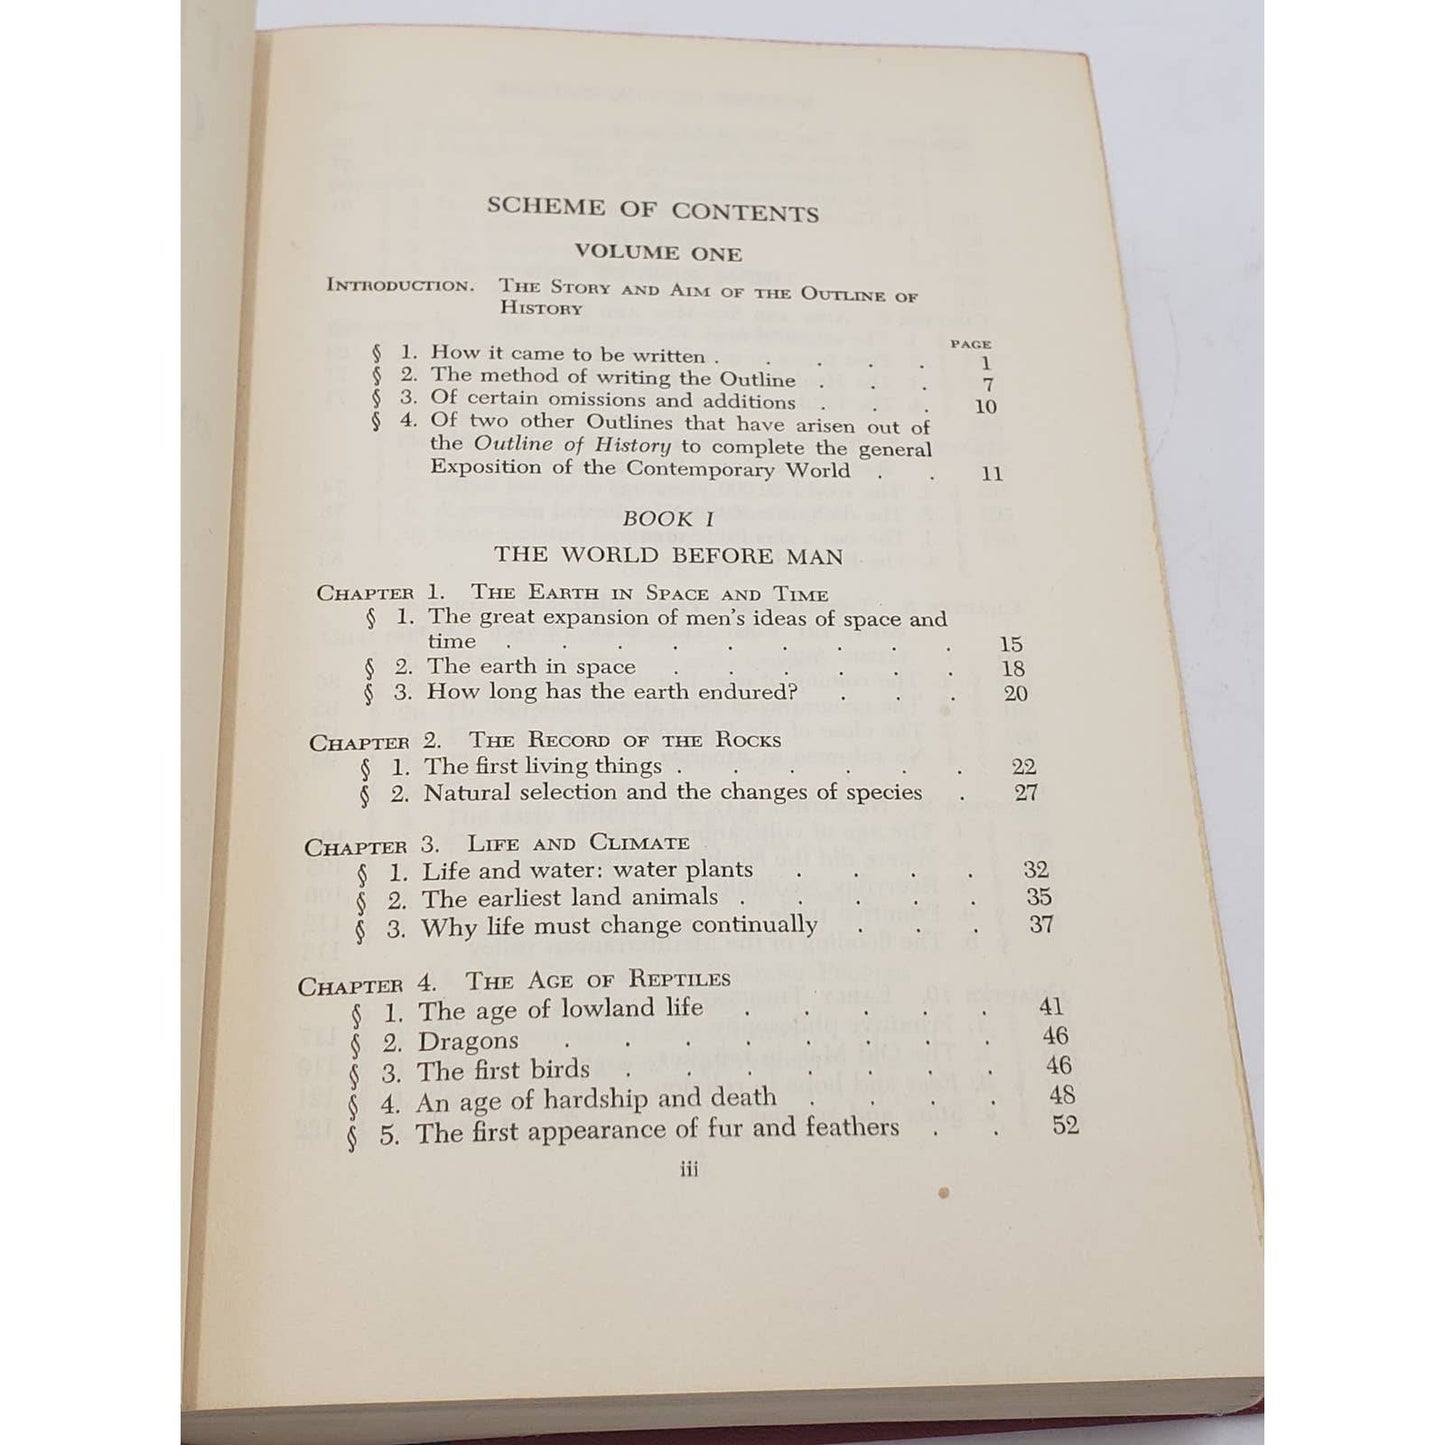 SCHEME OF CONTENTS
VOLUME ONE
INTRODUCTION. THE STORY AND AIM OF THE OUTLINE OF
HISTORY
PAGE
§ 1. How it came to be written . . . . . 1
§ 2. The method of writing the Outline . . . 7
§ 3. Of certain omissions and additions . . . 10
§ 4. Of two other Outlines that have arisen out of
the Outline of History to complete the general
Exposition of the Contemporary World . . 11
BOOK I
THE WORLD BEFORE MAN
CHAPTER 1. THE EARTH IN SPACE AND TIME
§ 1. The great expansion of men's ideas of space and
time . . . . . . . . . 15
§ 2. The earth in space . . . . . . 18
§ 3. How long has the earth endured? . . . 20
CHAPTER 2. THE RECORD OF THE ROCKS
§ 1. The first living things . . . . . . 22
§ 2. Natural selection and the changes of species . 27
CHAPTER 3. LIFE AND CLIMATE
§ 1. Life and water: water plants . . . . 32
§ 2. The earliest land animals . . . . . 35
§ 3. Why life must change continually . . . 37
CHAPTER 4. THE AGE OF REPTILES
§ 1. The age of lowland life . . . . . 41
§ 2. Dragons . . . . . . . . 46
§ 3. The first birds . . . . . . . 46
§ 4. An age of hardship and death . . . . 48
§ 5. The first appearance of fur and feathers . . 52
iii